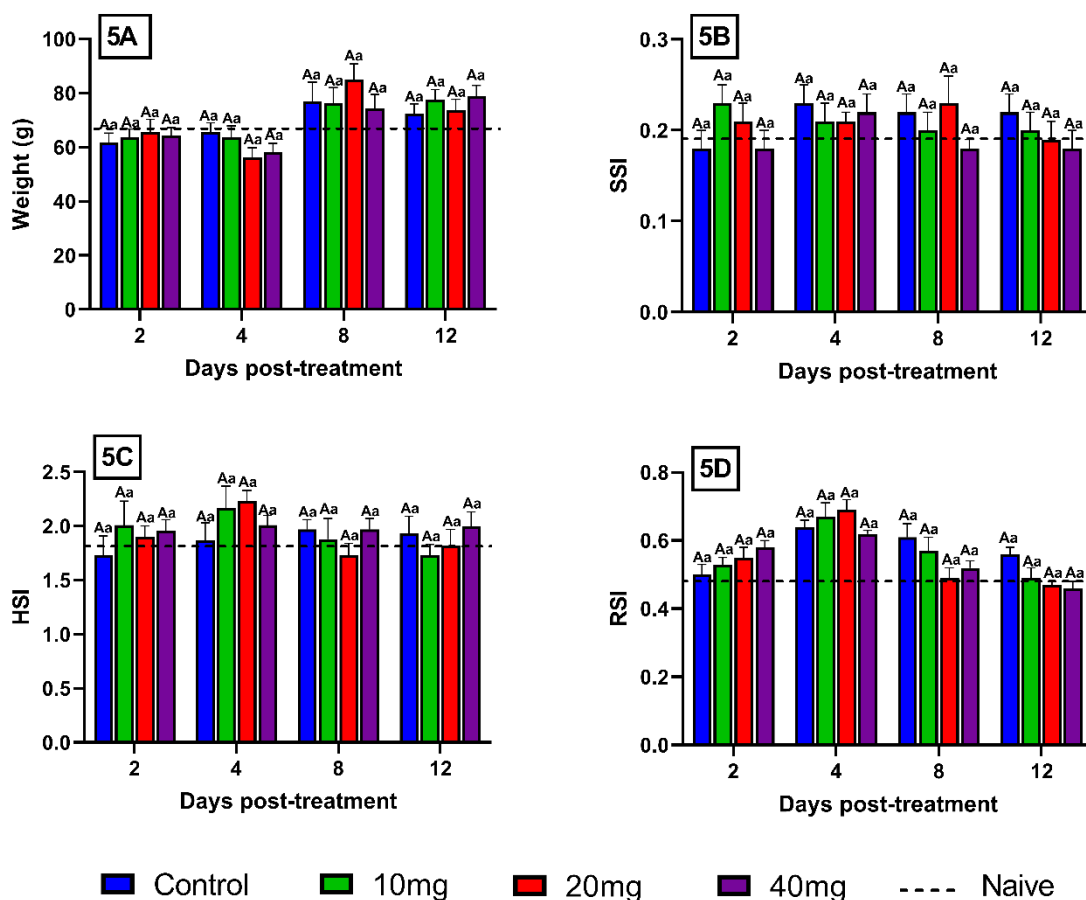 5A
Weight (g)
100
80
60
40
20
0
Aa Aa Aa Aa
Aa Aa Aa Aa
Aa Aa Aa Aa
Aa Aa Aa Aa
2 4 8 12
Days post-treatment
5B
SSI
0.3
0.2
0.1
0.0
Aa Aa Aa Aa
Aa Aa Aa Aa
Aa Aa Aa Aa
Aa Aa Aa Aa
2 4 8 12
Days post-treatment
5C
HSI
2.5
2.0
1.5
1.0
0.5
0.0
Aa Aa Aa Aa
Aa Aa Aa Aa
Aa Aa Aa Aa
Aa Aa Aa Aa
2 4 8 12
Days post-treatment
5D
RSI
0.8
0.6
0.4
0.2
0.0
Aa Aa Aa Aa
Aa Aa Aa Aa
Aa Aa Aa Aa
Aa Aa Aa Aa
2 4 8 12
Days post-treatment
Control 10mg 20mg 40mg Naive